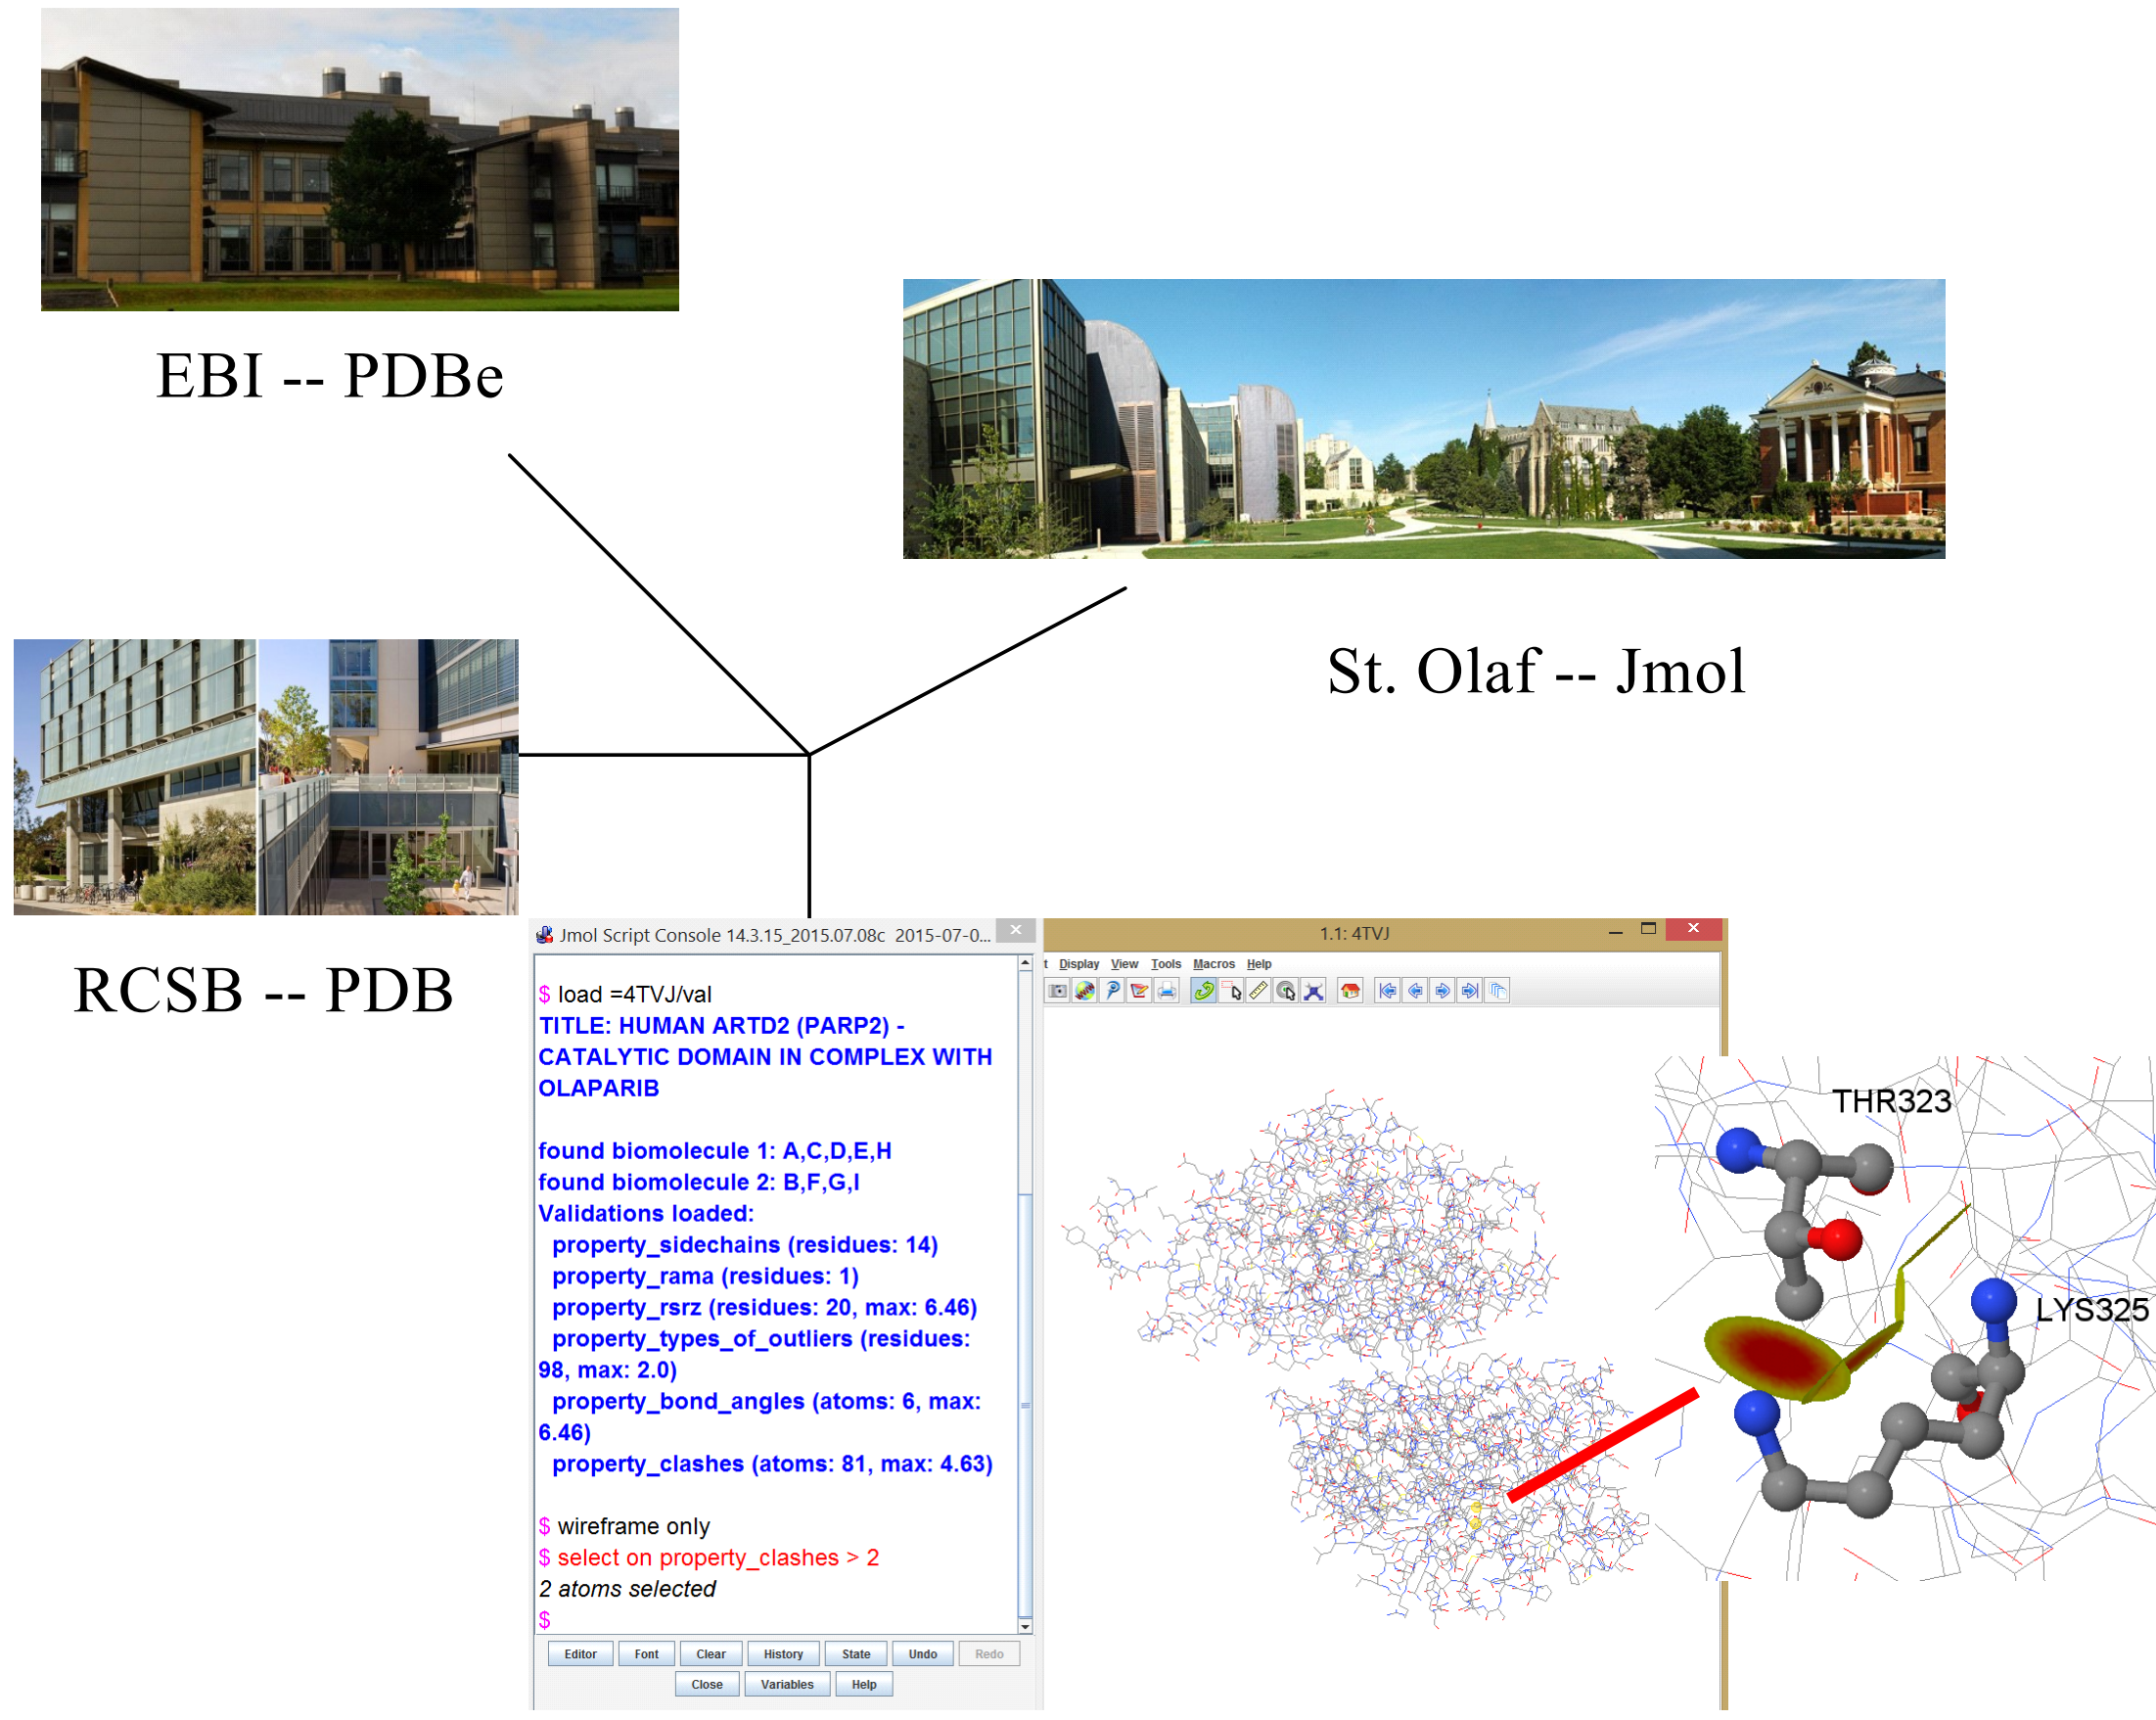 EBI -- PDBe
St. Olaf -- Jmol
RCSB -- PDB
Jmol Script Console 14.3.15_2015.07.08c 2015-07-0...
$ load =4TVJ/val
TITLE: HUMAN ARTD2 (PARP2) -
CATALYTIC DOMAIN IN COMPLEX WITH
OLAPARIB
found biomolecule 1: A,C,D,E,H
found biomolecule 2: B,F,G,I
Validations loaded:
property_sidechains (residues: 14)
property_rama (residues: 1)
property_rsrz (residues: 20, max: 6.46)
property_types_of_outliers (residues:
98, max: 2.0)
property_bond_angles (atoms: 6, max:
6.46)
property_clashes (atoms: 81, max: 4.63)
$ wireframe only
$ select on property_clashes > 2
2 atoms selected
$
Editor Font Clear History State Undo Redo
Close Variables Help
1.1: 4TVJ
t Display View Tools Macros Help
THR323
LYS325